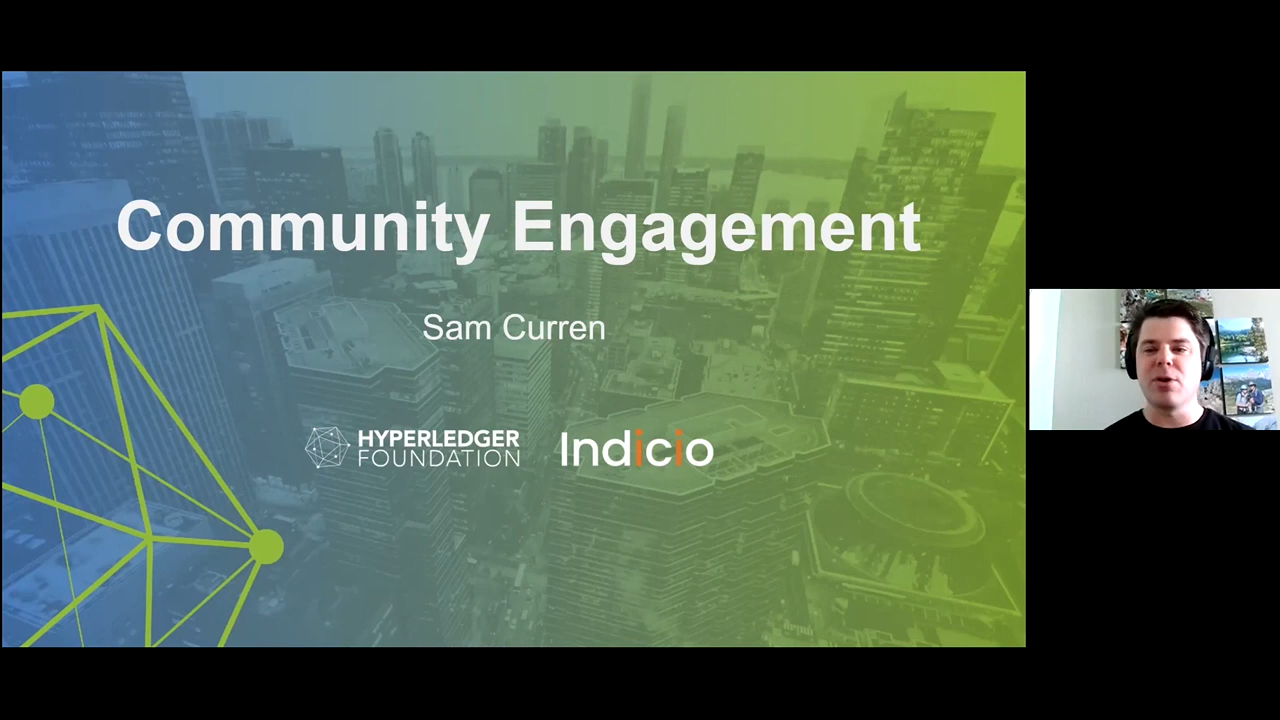 Community Engagement
Sam Curren
HYPERLEDGER
FOUNDATION
Indicio